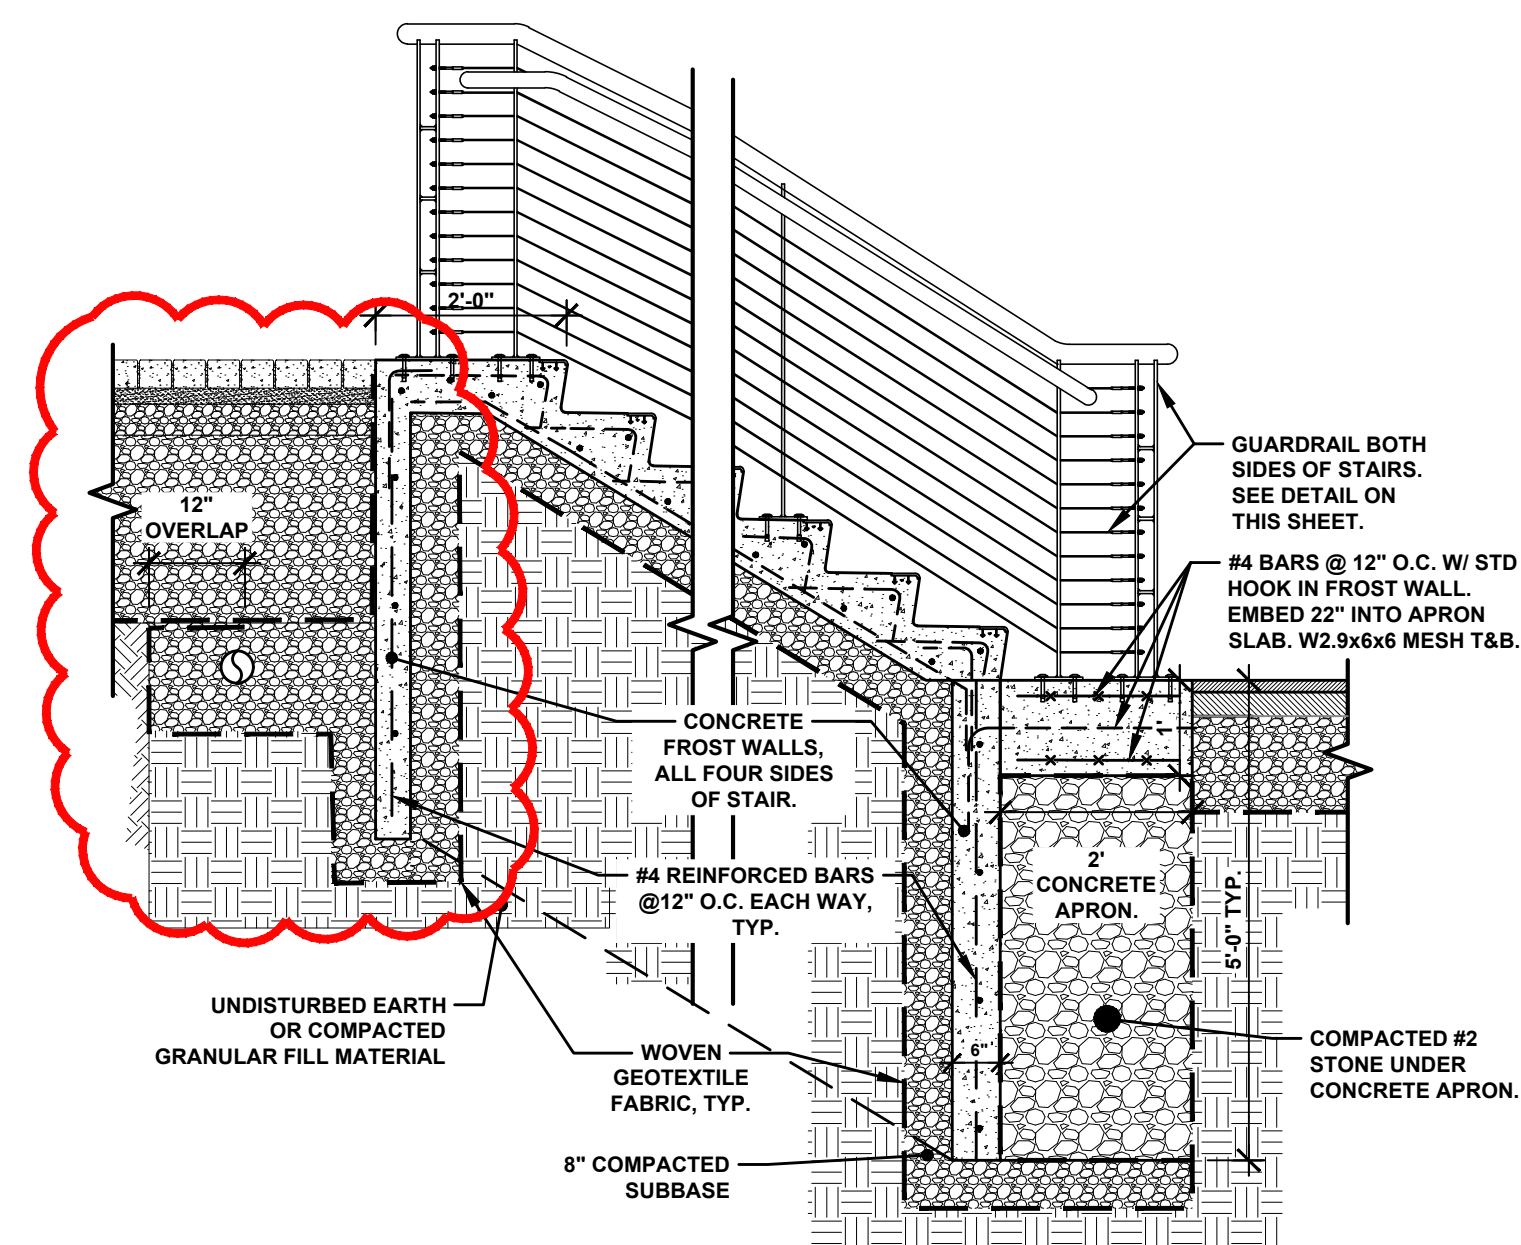 2'-0"
12"
OVERLAP
GUARDRAIL BOTH
SIDES OF STAIRS.
SEE DETAIL ON
THIS SHEET.
#4 BARS @ 12" O.C. W/ STD
HOOK IN FROST WALL.
EMBED 22" INTO APRON
SLAB. W2.9x6x6 MESH T&B.
CONCRETE
FROST WALLS,
ALL FOUR SIDES
OF STAIR.
#4 REINFORCED BARS
@12" O.C. EACH WAY,
TYP.
2'
CONCRETE
APRON.
5'-0" TYP.
UNDISTURBED EARTH
OR COMPACTED
GRANULAR FILL MATERIAL
WOVEN
GEOTEXTILE
FABRIC, TYP.
6"
COMPACTED #2
STONE UNDER
CONCRETE APRON.
8" COMPACTED
SUBBASE